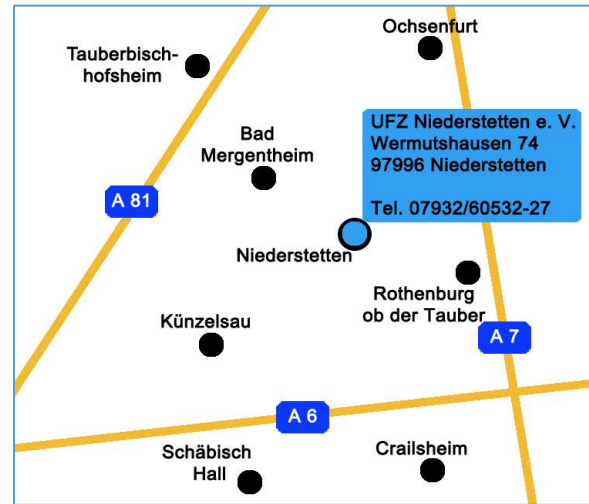 Ochsenfurt
Tauberbisch-
hofsheim
UFZ Niederstetten e. V.
Wermutshausen 74
97996 Niederstetten
Tel. 07932/60532-27
Bad
Mergentheim
A 81
Niederstetten
Rothenburg
ob der Tauber
Künzelsau
A 7
A 6
Schäbisch
Hall
Crailsheim